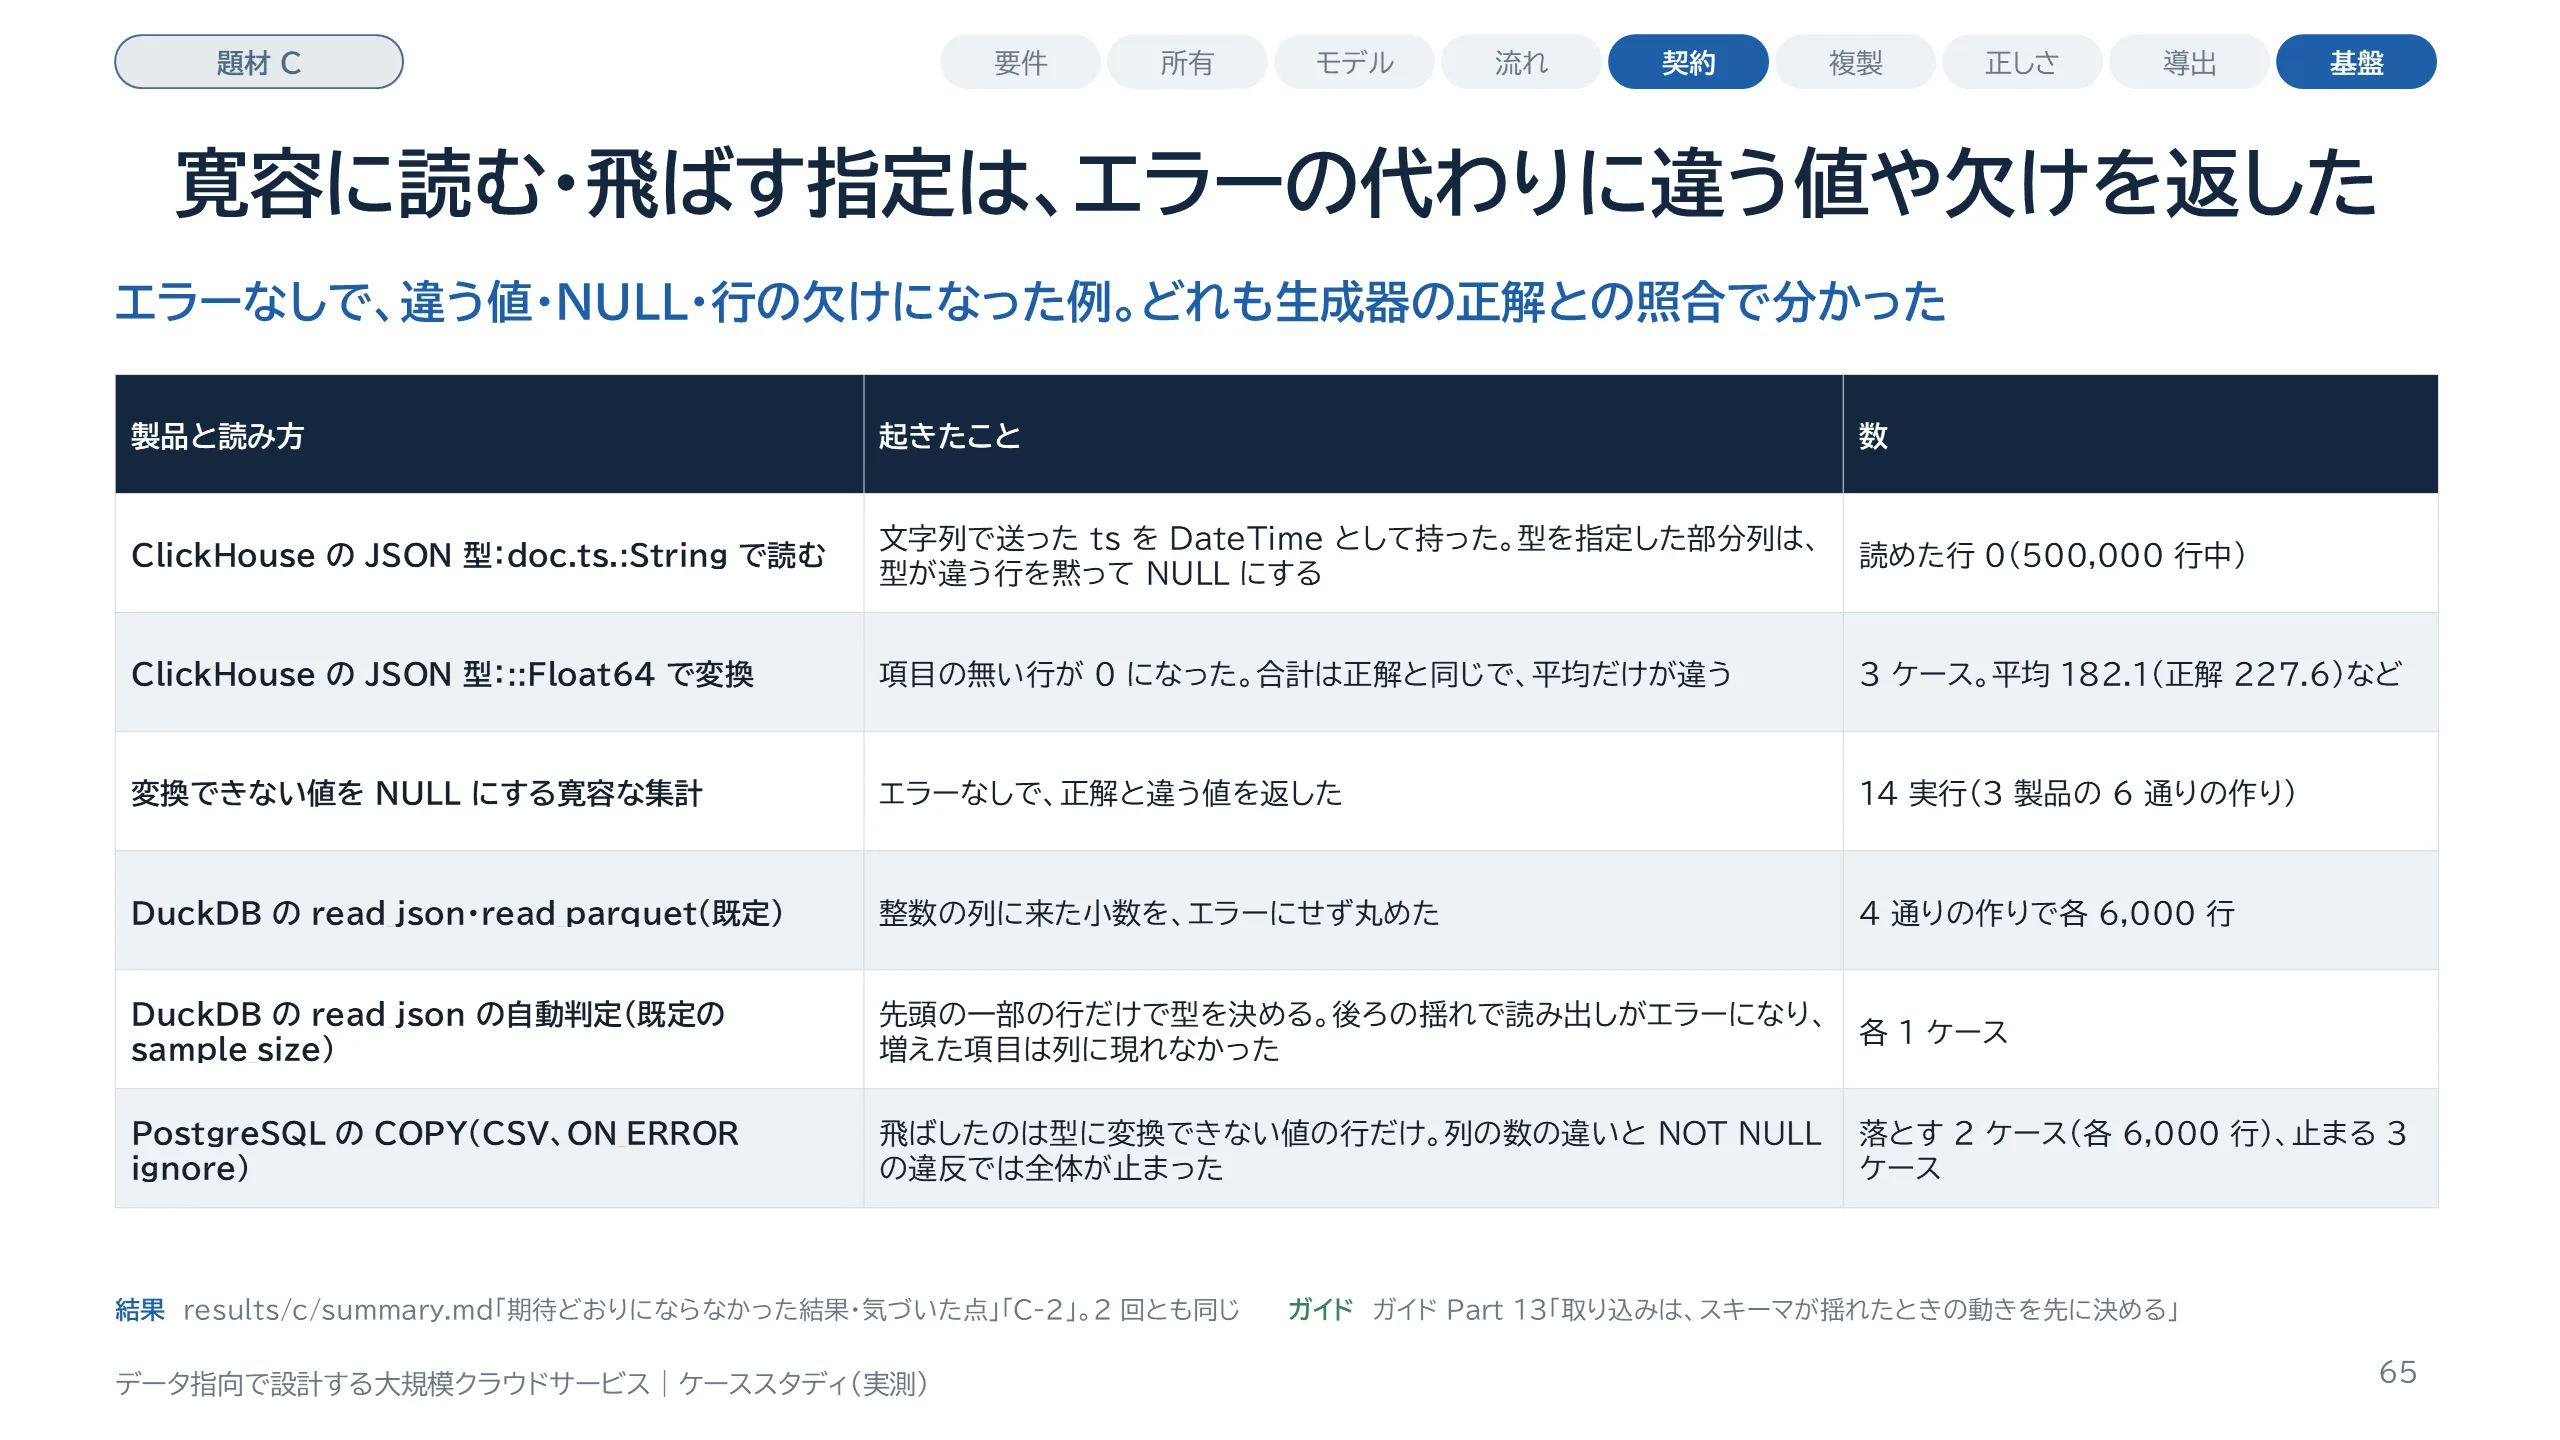 題材 C
要件 所有 モデル 流れ 契約 複製 正しさ 導出 基盤
寛容に読む・飛ばす指定は、エラーの代わりに違う値や欠けを返した
エラーなしで、違う値・NULL・行の欠けになった例。どれも生成器の正解との照合で分かった
製品と読み方 起きたこと 数
ClickHouse の JSON 型：doc.ts.:String で読む
文字列で送った ts を DateTime として持った。型を指定した部分列は、
型が違う行を黙って NULL にする
読めた行 0（500,000 行中）
ClickHouse の JSON 型：::Float64 で変換
項目の無い行が 0 になった。合計は正解と同じで、平均だけが違う
3 ケース。平均 182.1（正解 227.6）など
変換できない値を NULL にする寛容な集計
エラーなしで、正解と違う値を返した
14 実行（3 製品の 6 通りの作り）
DuckDB の read_json・read_parquet（既定）
整数の列に来た小数を、エラーにせず丸めた
4 通りの作りで各 6,000 行
DuckDB の read_json の自動判定（既定の
sample_size）
先頭の一部の行だけで型を決める。後ろの揺れで読み出しがエラーになり、
増えた項目は列に現れなかった
各 1 ケース
PostgreSQL の COPY（CSV、ON_ERROR
ignore）
飛ばしたのは型に変換できない値の行だけ。列の数の違いと NOT NULL
の違反では全体が止まった
落とす 2 ケース（各 6,000 行）、止まる 3
ケース
結果 results/c/summary.md「期待どおりにならなかった結果・気づいた点」「C-2」。2 回とも同じ ガイド ガイド Part 13「取り込みは、スキーマが揺れたときの動きを先に決める」
データ指向で設計する大規模クラウドサービス｜ケーススタディ（実測）
65